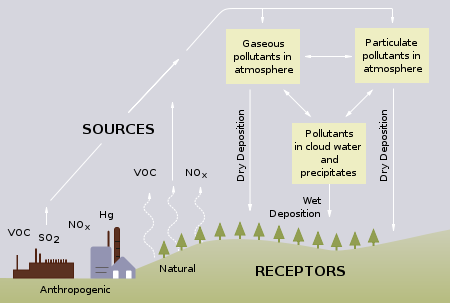 Gaseous
pollutants in
atmosphere
Particulate
pollutants in
atmosphere
SOURCES
Dry Deposition
Pollutants
in cloud water
and
precipitates
Dry Deposition
VOC
NOx
Wet
Deposition
Hg
NOx
VOC
SO2
Natural
RECEPTORS
Anthropogenic